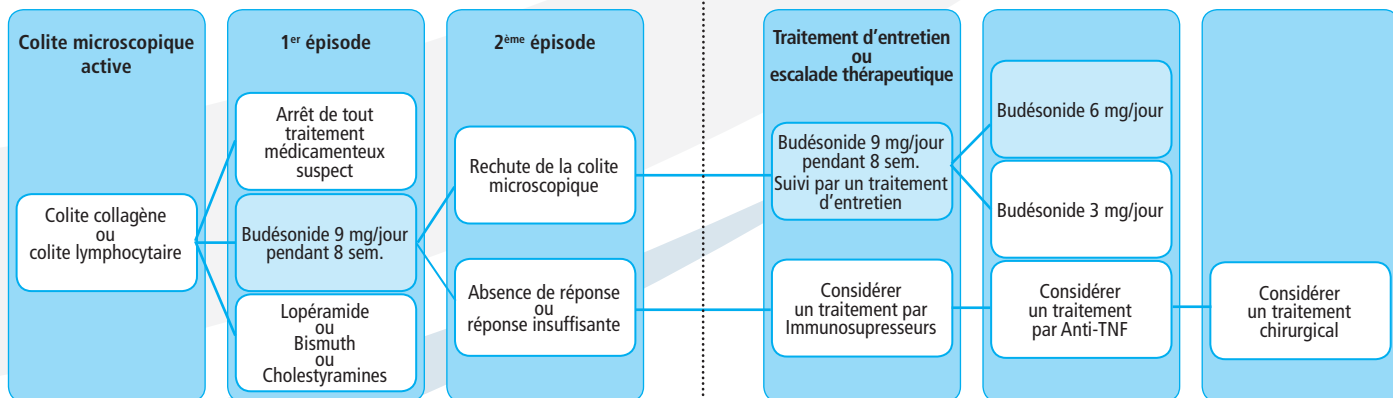 Colite microscopique
active
Colite collagène
ou
colite lymphocytaire
1er épisode
Arrêt de tout
traitement
médicamenteux
suspect
Budésonide 9 mg/jour
pendant 8 sem.
Lopéramide
ou
Bismuth
ou
Cholestyramines
2ème épisode
Rechute de la colite
microscopique
Absence de réponse
ou
réponse insuffisante
Traitement d'entretien
ou
escalade thérapeutique
Budésonide 9 mg/jour
pendant 8 sem.
Suivi par un traitement
d'entretien
Considérer
un traitement par
Immunosupresseurs
Budésonide 6 mg/jour
Budésonide 3 mg/jour
Considérer
un traitement
par Anti-TNF
Considérer
un traitement
chirurgical